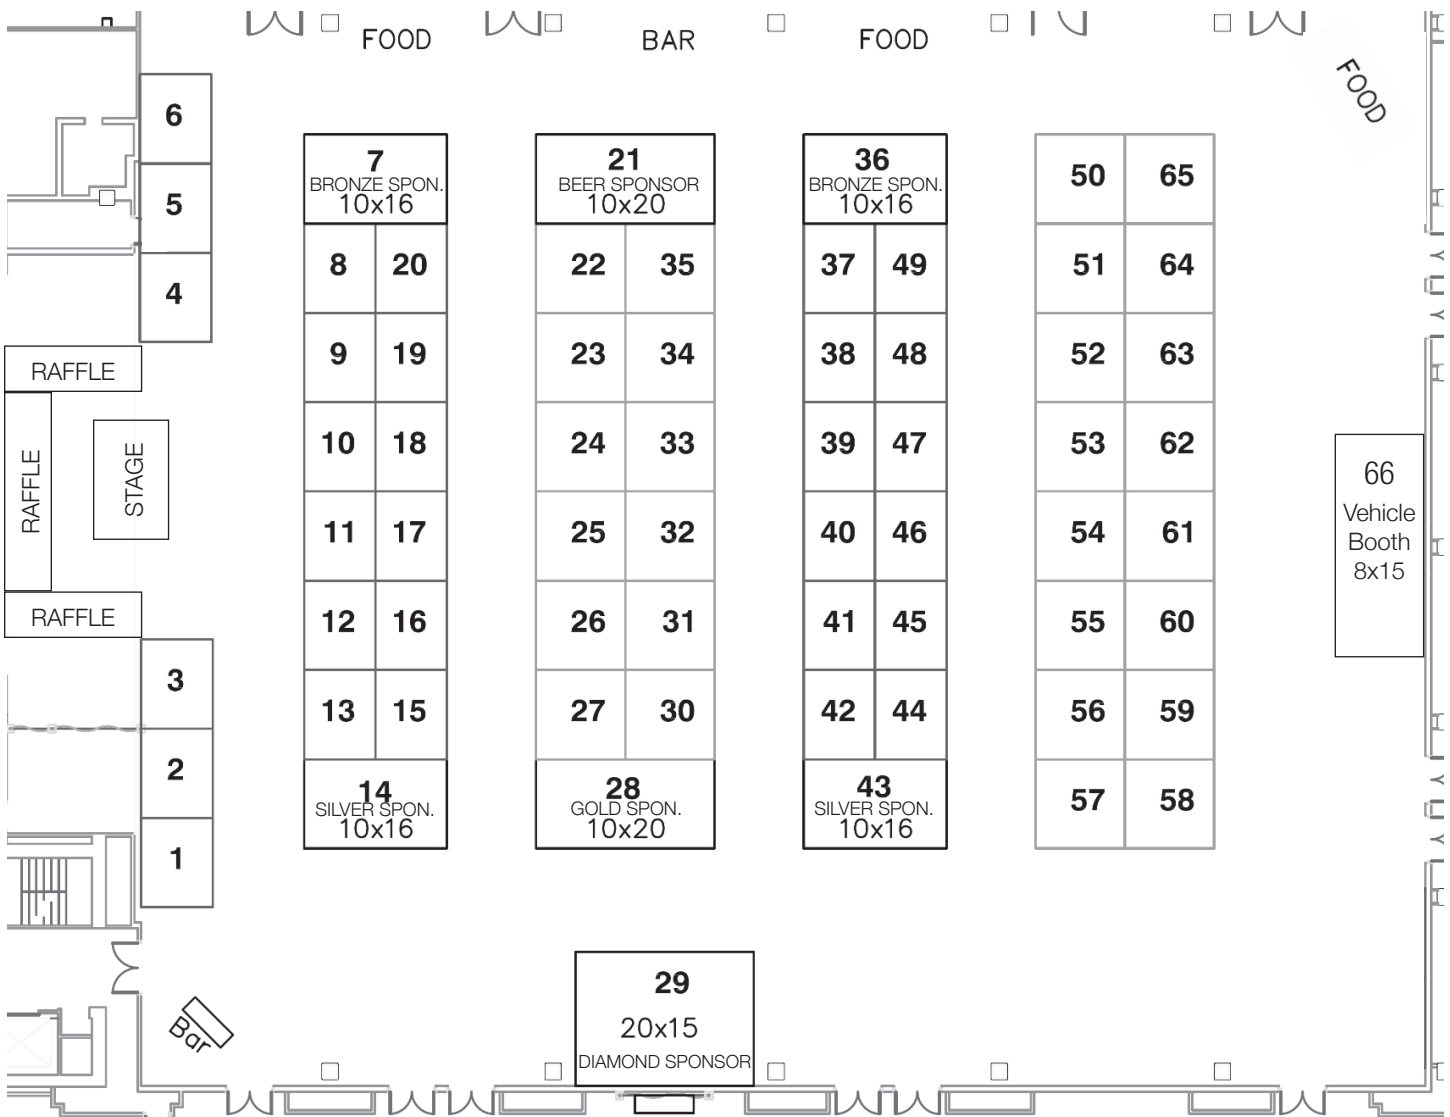 FOOD
BAR
FOOD
FOOD
6
5
4
RAFFLE
RAFFLE
STAGE
RAFFLE
3
2
1
7
BRONZE SPON.
10x16
8 20
9 19
10 18
11 17
12 16
13 15
14
SILVER SPON.
10x16
21
BEER SPONSOR
10x20
22 35
23 34
24 33
25 32
26 31
27 30
28
GOLD SPON.
10x20
36
BRONZE SPON.
10x16
37 49
38 48
39 47
40 46
41 45
42 44
43
SILVER SPON.
10x16
50 65
51 64
52 63
53 62
54 61
55 60
56 59
57 58
66
Vehicle
Booth
8x15
29
20x15
DIAMOND SPONSOR
Bar